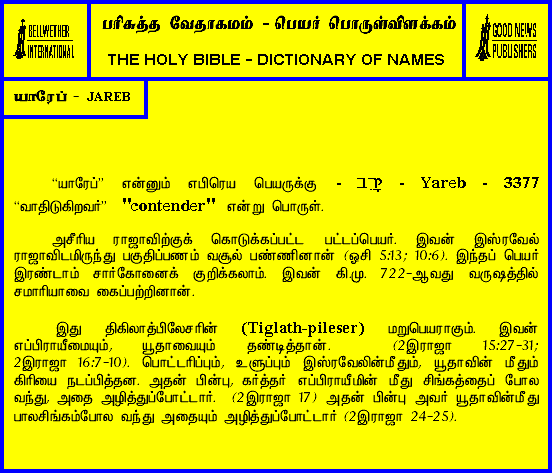 BELLWETHER
INTERNATIONAL
பரிசுத்த வேதாகமம் - பெயர் பொருள்விளக்கம்
THE HOLY BIBLE - DICTIONARY OF NAMES
GOOD NEWS
PUBLISHERS
யாரேப் - JAREB
“யாரேப்” என்னும் எபிரெய பெயருக்கு - יָרֵב - Yareb - 3377
“வாதிடுகிறவர்” "contender" என்று பொருள்.
அசீரிய ராஜாவிற்குக் கொடுக்கப்பட்ட பட்டப்பெயர். இவன் இஸ்ரவேல்
ராஜாவிடமிருந்து பகுதிப்பணம் வசூல் பண்ணினான் (ஓசி 5:13; 10:6). இந்தப் பெயர்
இரண்டாம் சார்கோனைக் குறிக்கலாம். இவன் கி.மு. 722-ஆவது வருஷத்தில்
சமாரியாவை கைப்பற்றினான்.
இது திகிலாத்பிலேசரின் (Tiglath-pileser) மறுபெயராகும். இவன்
எப்பிராயீமையும், யூதாவையும் தண்டித்தான். (2இராஜா 15:27-31;
2இராஜா 16:7-10). பொட்டரிப்பும், உளுப்பும் இஸ்ரவேலின்மீதும், யூதாவின் மீதும்
கிரியை நடப்பித்தன. அதன் பின்பு, கர்த்தர் எப்பிராயீமின் மீது சிங்கத்தைப் போல
வந்து, அதை அழித்துப்போட்டார். (2இராஜா 17) அதன் பின்பு அவர் யூதாவின்மீது
பாலசிங்கம்போல வந்து அதையும் அழித்துப்போட்டார் (2இராஜா 24-25).